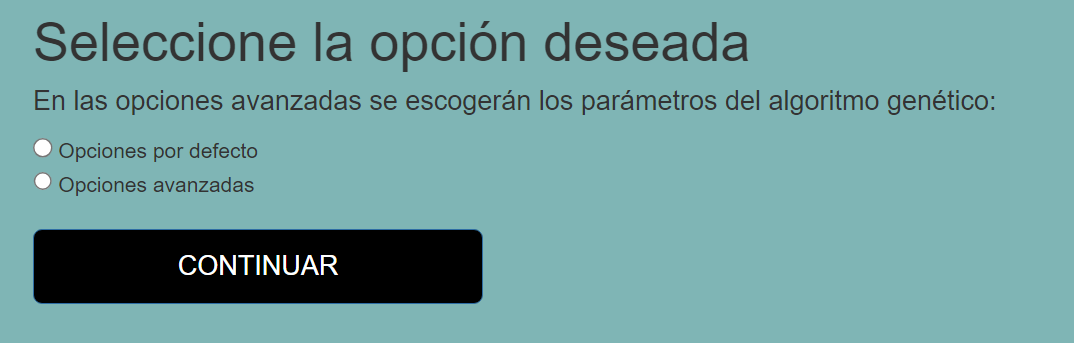 Seleccione la opción deseada
En las opciones avanzadas se escogerán los parámetros del algoritmo genético:
Opciones por defecto
Opciones avanzadas
CONTINUAR